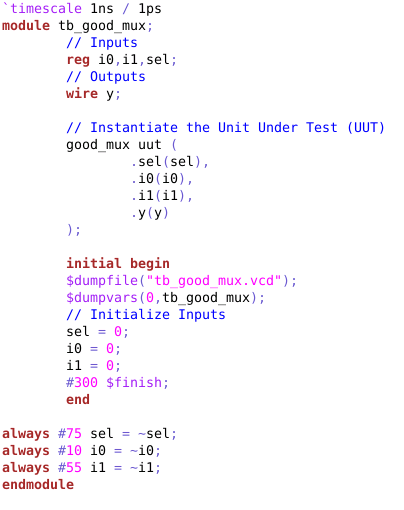 `timescale 1ns / 1ps
module tb_good_mux;
        // Inputs
        reg i0,i1,sel;
        // Outputs
        wire y;

        // Instantiate the Unit Under Test (UUT)
        good_mux uut (
                .sel(sel),
                .i0(i0),
                .i1(i1),
                .y(y)
        );

        initial begin
        $dumpfile("tb_good_mux.vcd");
        $dumpvars(0,tb_good_mux);
        // Initialize Inputs
        sel = 0;
        i0 = 0;
        i1 = 0;
        #300 $finish;
        end

always #75 sel = ~sel;
always #10 i0 = ~i0;
always #55 i1 = ~i1;
endmodule